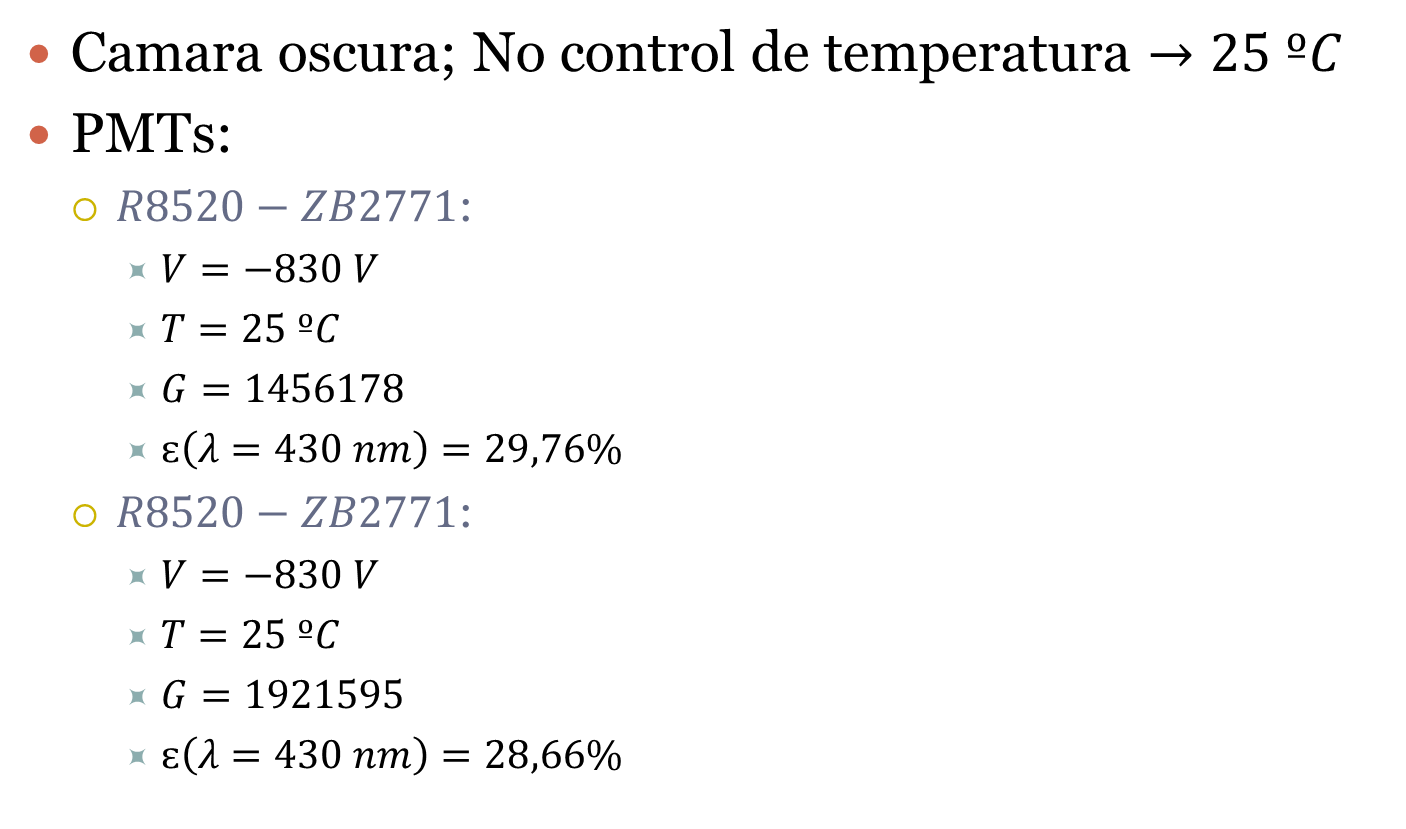 Camara oscura; No control de temperatura → 25 ºC
PMTs:
R8520 − ZB2771:
V = −830 V
T = 25 ºC
G = 1456178
ε(λ = 430 nm) = 29,76%
R8520 − ZB2771:
V = −830 V
T = 25 ºC
G = 1921595
ε(λ = 430 nm) = 28,66%